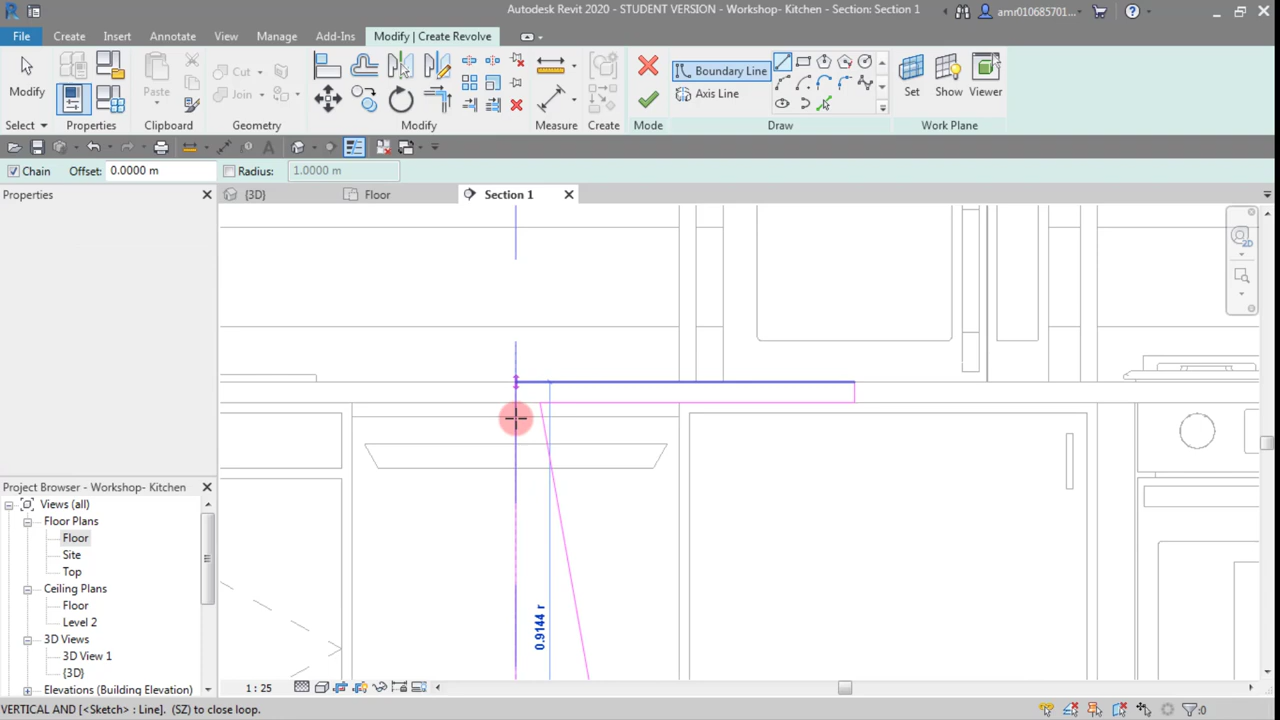 Autodesk Revit 2020 - STUDENT VERSION - Workshop- Kitchen - Section: Section 1
amr010685701...
File Create Insert Annotate View Manage Add-Ins Modify | Create Revolve
Modify
Paste
Cut
Join
Boundary Line
Axis Line
Set Show Viewer
Select Properties Clipboard Geometry Modify Measure Create Mode Draw Work Plane
Chain Offset: 0.0000 m Radius: 1.0000 m
Properties
{3D} Floor Section 1
2D
0.9144
Project Browser - Workshop- Kitchen
Views (all)
Floor Plans
Floor
Site
Top
Ceiling Plans
Floor
Level 2
3D Views
3D View 1
{3D}
Elevations (Building Elevation)
1 : 25
VERTICAL AND [<Sketch> : Line]. (SZ) to close loop.
:0